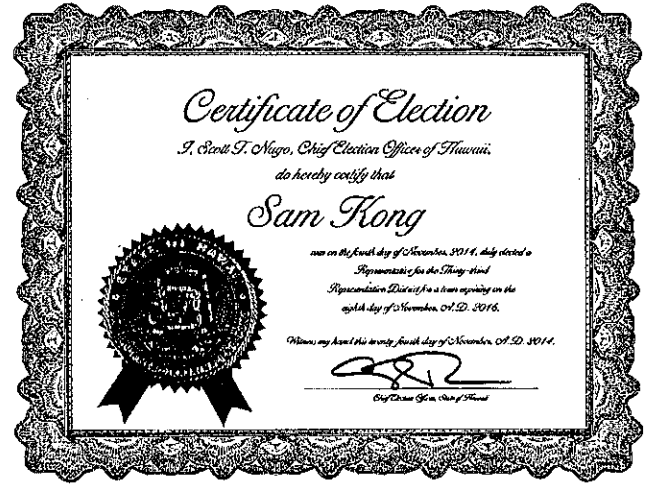 Certificate of Election
I, Scott T. Nago, Chief Election Officer of Hawaii,
do hereby certify that
Sam Kong
was on the fourth day of November, 2014, duly elected a
Representative for the Thirty-third
Representative District for a term expiring on the
eighth day of November, A.D. 2016.
Witness my hand this twenty fourth day of November, A.D. 2014.
Chief Election Officer, State of Hawaii
STATE OF HAWAII